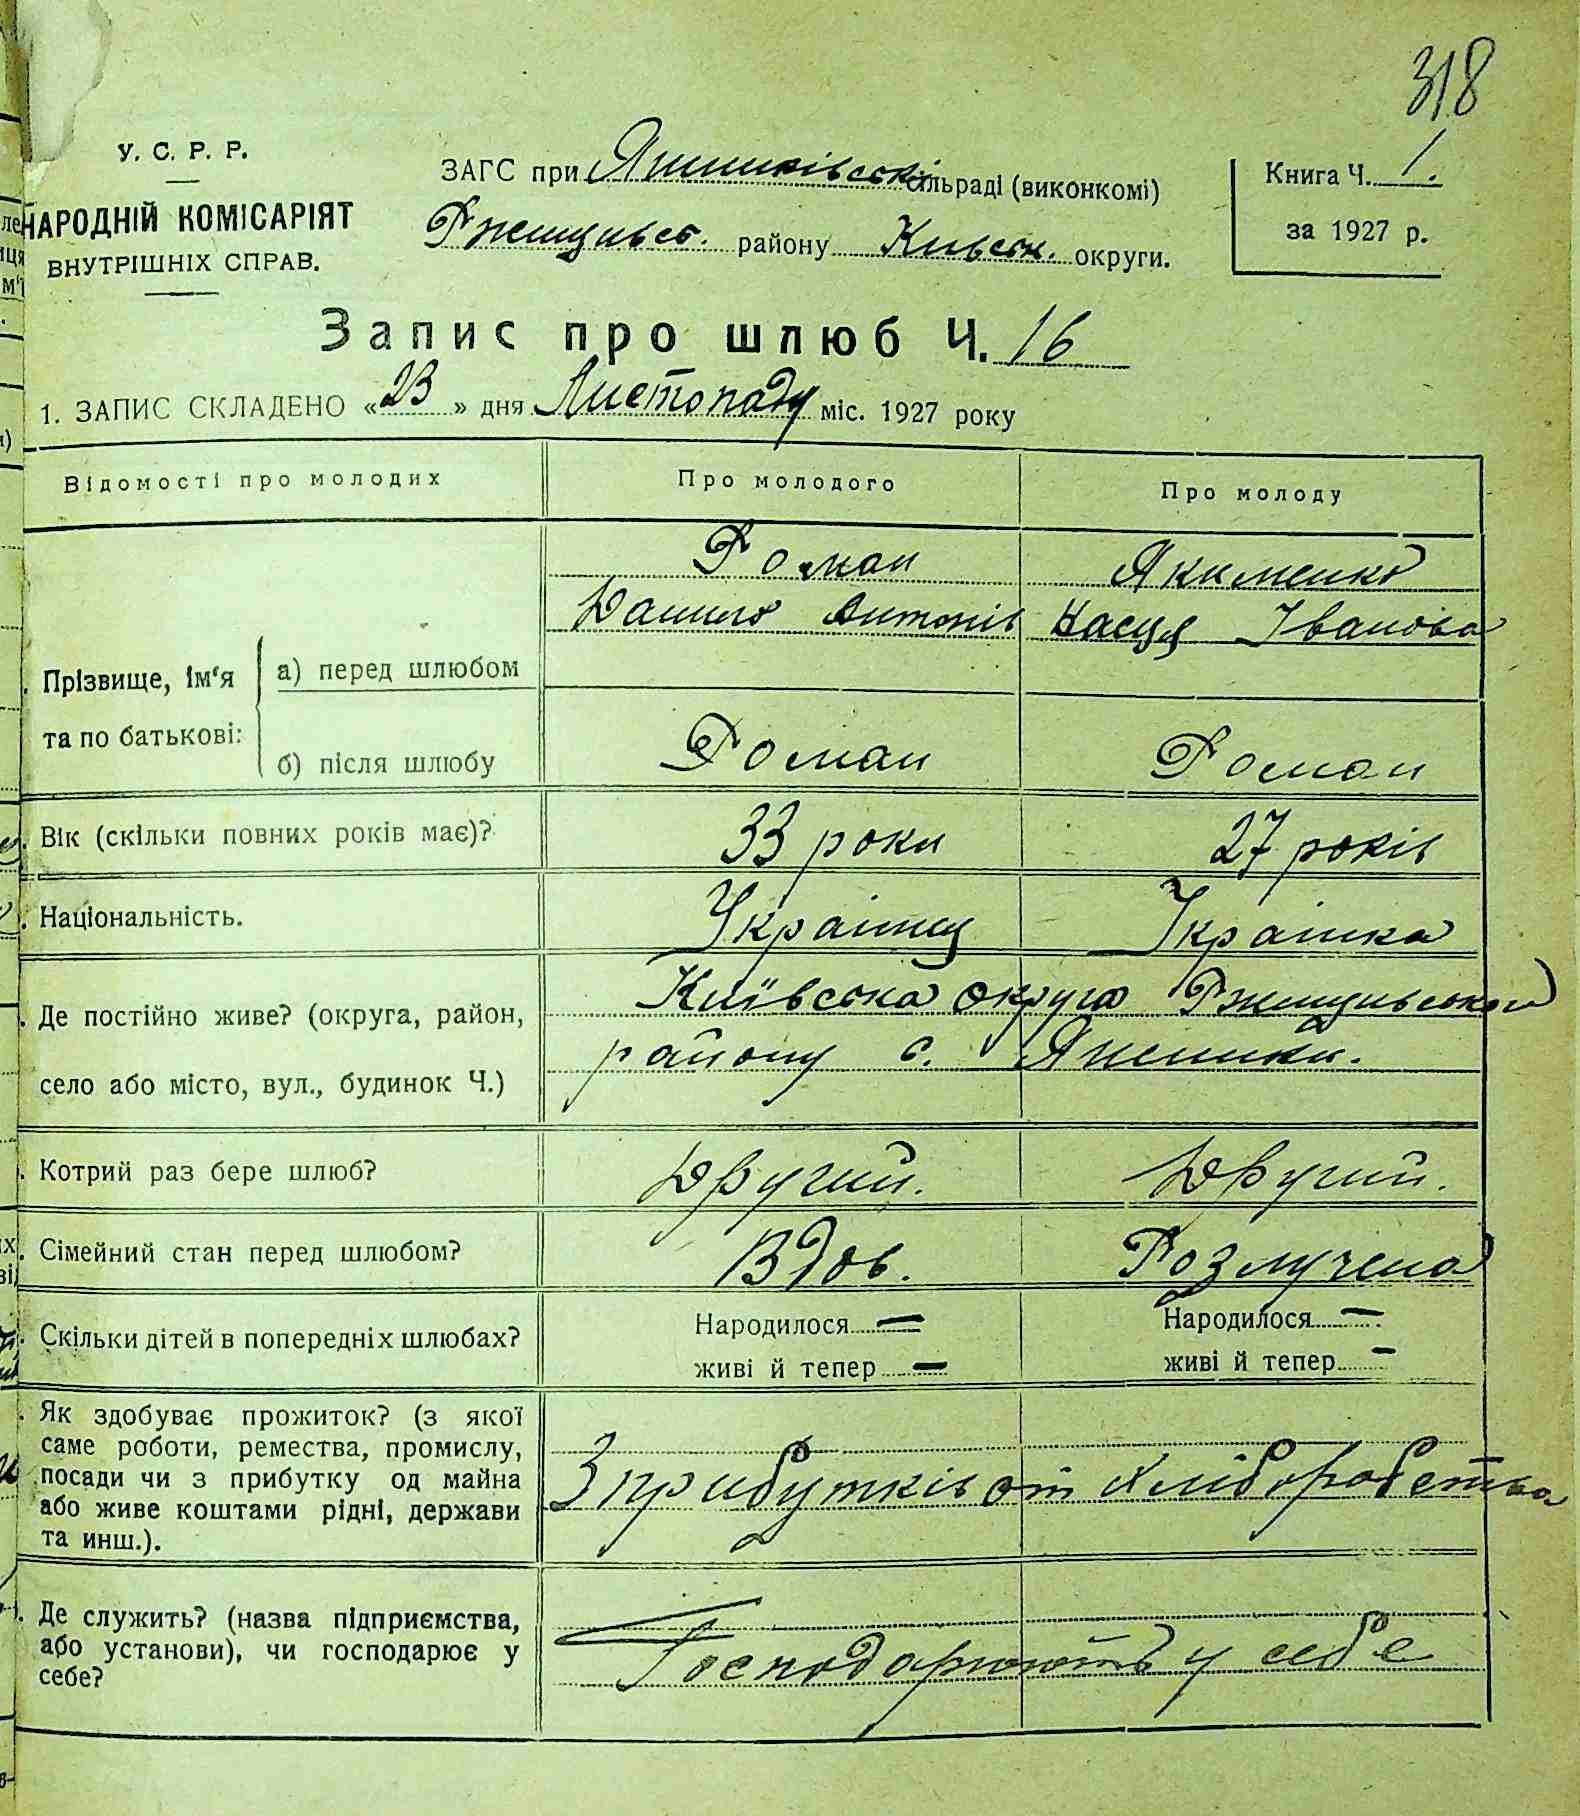 318
У. С. Р. Р.
НАРОДНІЙ КОМІСАРІЯТ
ВНУТРІШНІХ СПРАВ.
ЗАГС при Яшниківські сільраді (виконкомі)
Ржищивсь. району Київськ. округи.
Книга Ч. 1.
за 1927 р.
Запис про шлюб Ч. 16
1. ЗАПИС СКЛАДЕНО «23» дня Листопаду міс. 1927 року
Відомості про молодих Про молодого Про молоду
Прізвище, ім'я та по батькові:
а) перед шлюбом
Роман Якименко
Данило Антонів Насця Іванова
б) після шлюбу Роман Роман
Вік (скільки повних років має)? 33 роки 27 років
Національність. Українец Українка
Де постійно живе? (округа, район,
село або місто, вул., будинок Ч.)
Київська округа Ржищивського
району с. Яшники.
Котрий раз бере шлюб? Другий. Другий.
Сімейний стан перед шлюбом? Вдов. Розлучена
Скільки дітей в попередніх шлюбах? Народилося — Народилося —
живі й тепер — живі й тепер —
Як здобуває прожиток? (з якої
саме роботи, ремества, промислу,
посади чи з прибутку од майна
або живе коштами рідні, держави
та инш.).
З прибутків от хліборобства
Де служить? (назва підприємства,
або установи), чи господарює у
себе?
Господарюють у себе